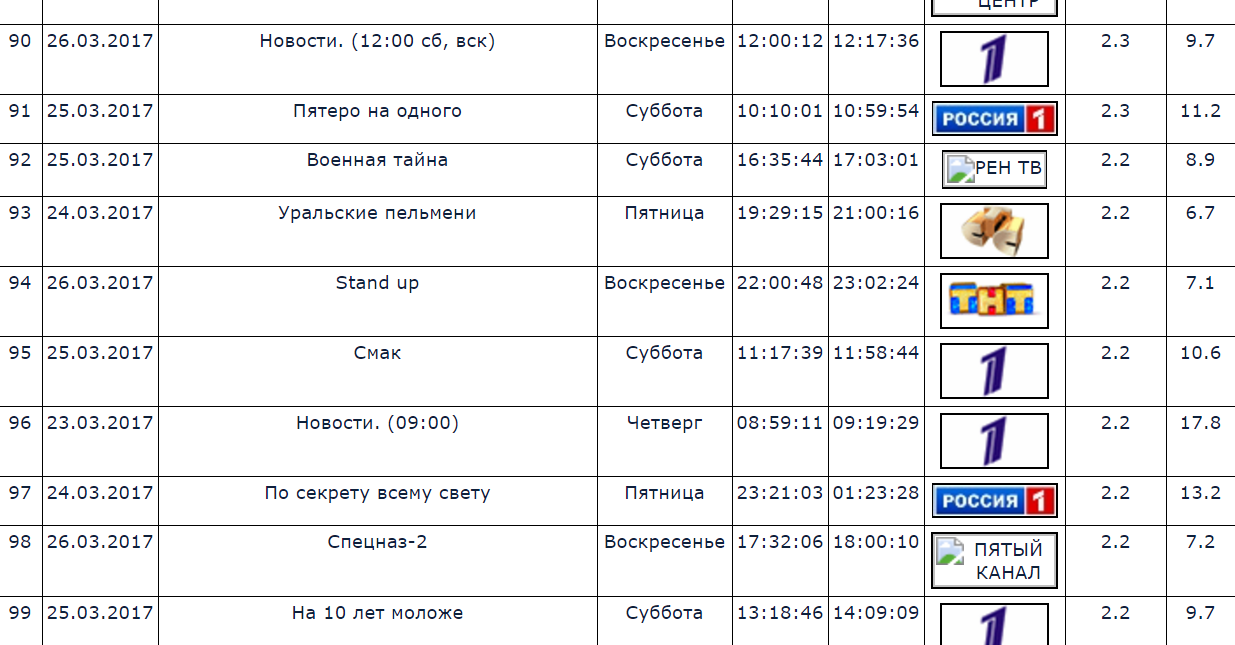 ЦЕНТР
90 26.03.2017 Новости. (12:00 сб, вск) Воскресенье 12:00:12 12:17:36 1 2.3 9.7
91 25.03.2017 Пятеро на одного Суббота 10:10:01 10:59:54 РОССИЯ 1 2.3 11.2
92 25.03.2017 Военная тайна Суббота 16:35:44 17:03:01 РЕН ТВ 2.2 8.9
93 24.03.2017 Уральские пельмени Пятница 19:29:15 21:00:16 2.2 6.7
94 26.03.2017 Stand up Воскресенье 22:00:48 23:02:24 ТНТ 2.2 7.1
95 25.03.2017 Смак Суббота 11:17:39 11:58:44 1 2.2 10.6
96 23.03.2017 Новости. (09:00) Четверг 08:59:11 09:19:29 1 2.2 17.8
97 24.03.2017 По секрету всему свету Пятница 23:21:03 01:23:28 РОССИЯ 1 2.2 13.2
98 26.03.2017 Спецназ-2 Воскресенье 17:32:06 18:00:10 ПЯТЫЙ 2.2 7.2
КАНАЛ
99 25.03.2017 На 10 лет моложе Суббота 13:18:46 14:09:09 1 2.2 9.7